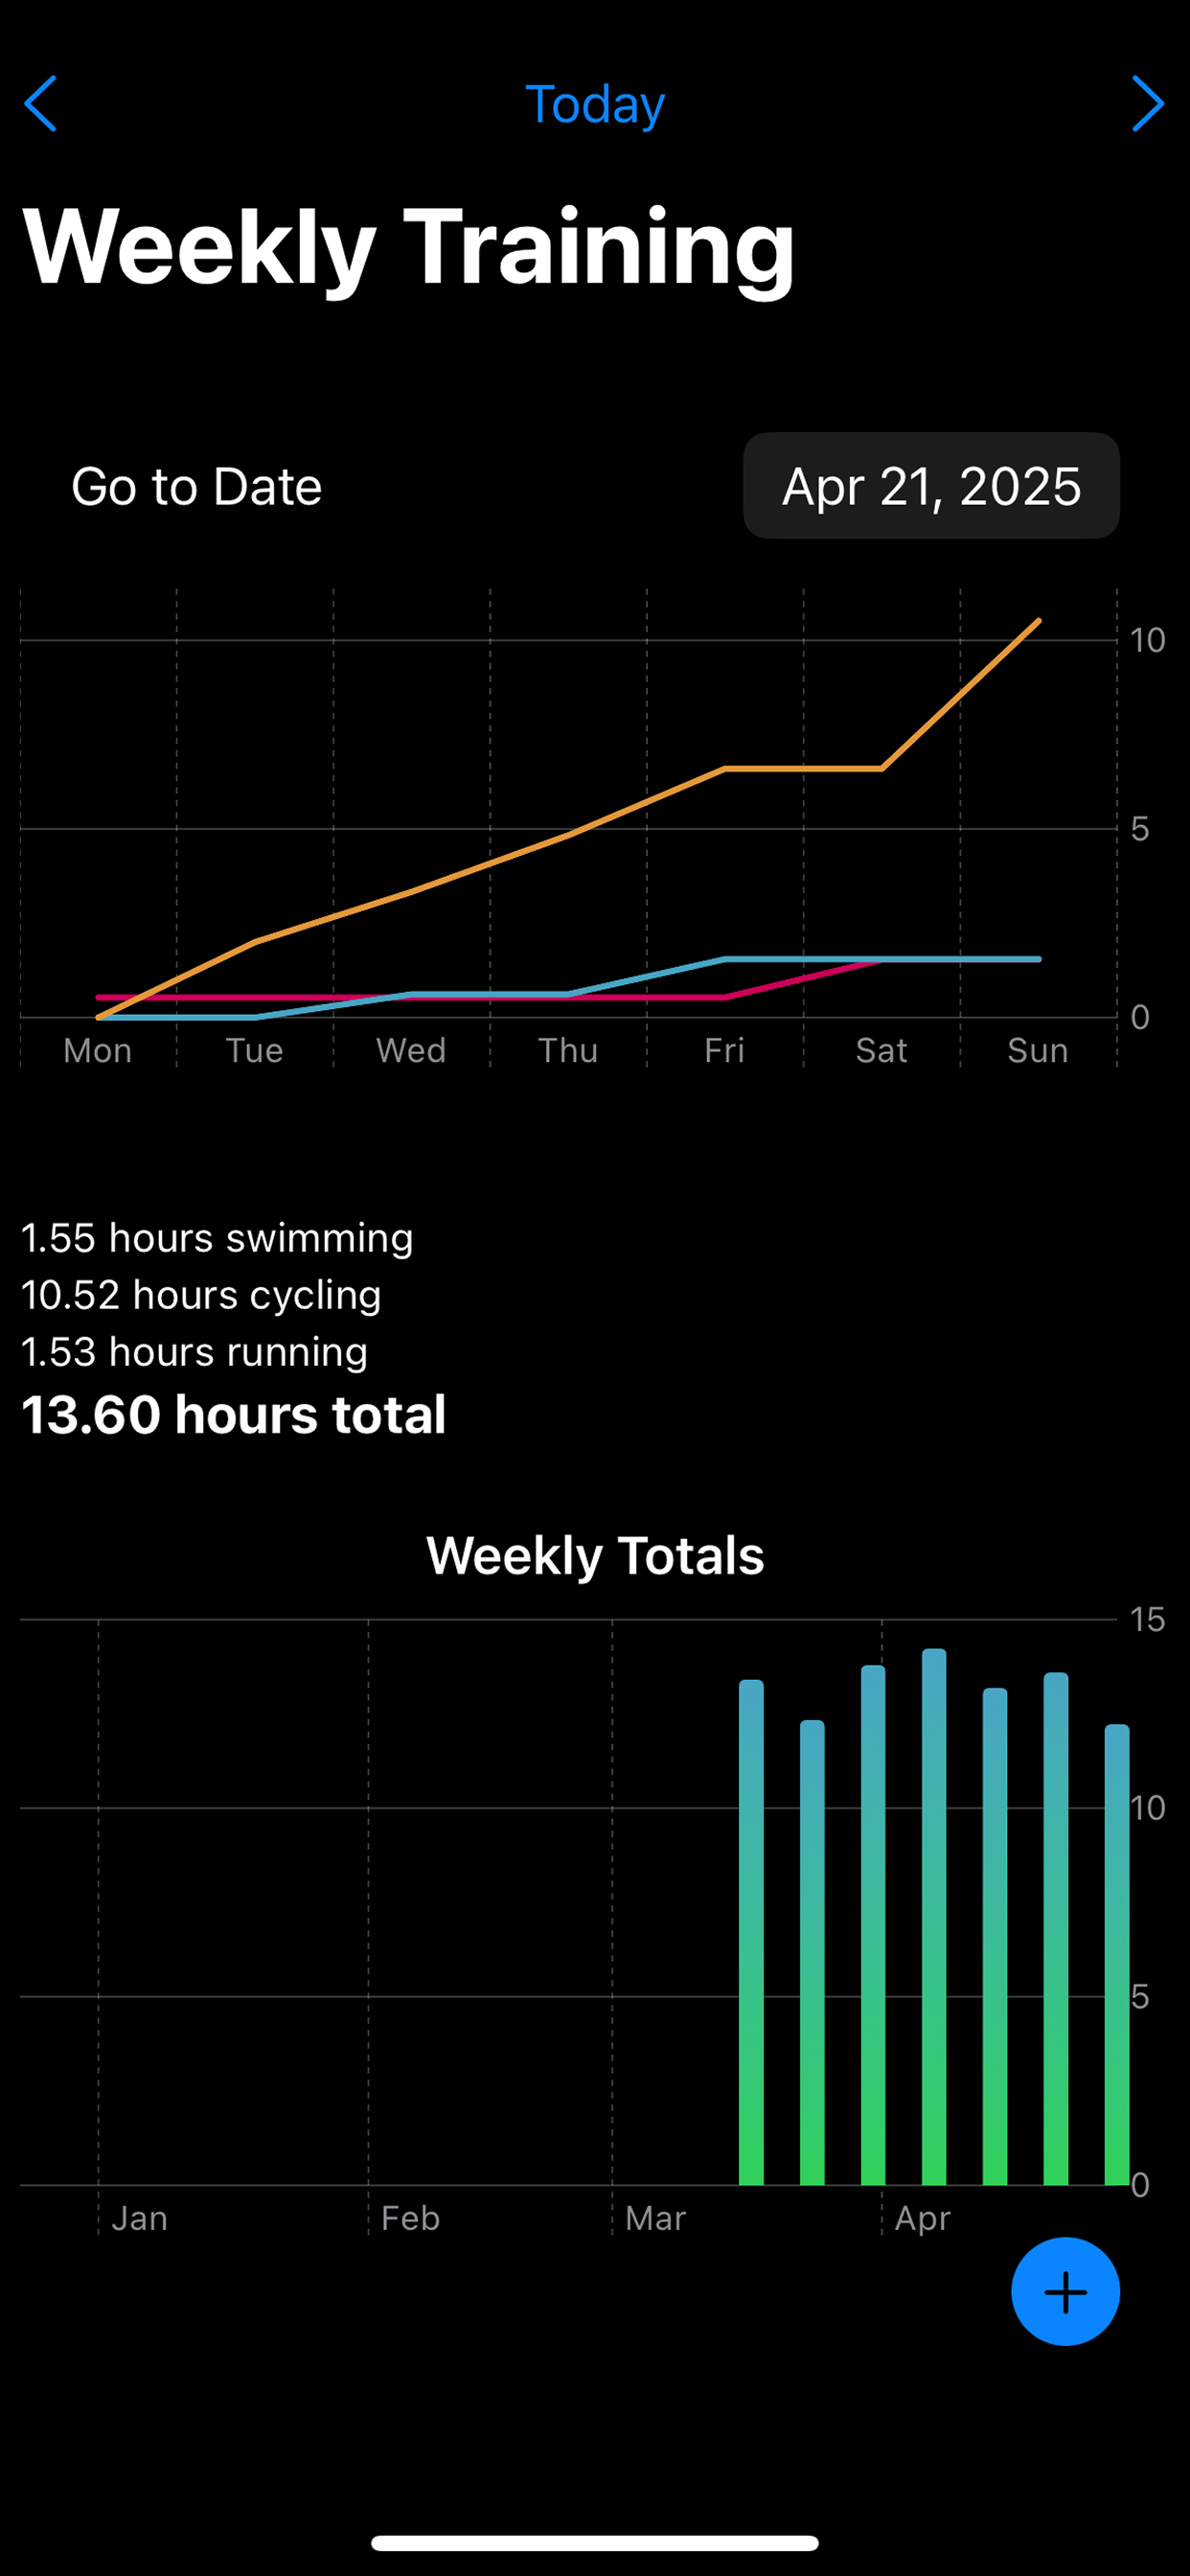 Today
Weekly Training
Go to Date Apr 21, 2025
10
5
0
Mon Tue Wed Thu Fri Sat Sun
1.55 hours swimming
10.52 hours cycling
1.53 hours running
13.60 hours total
Weekly Totals
15
10
5
0
Jan Feb Mar Apr